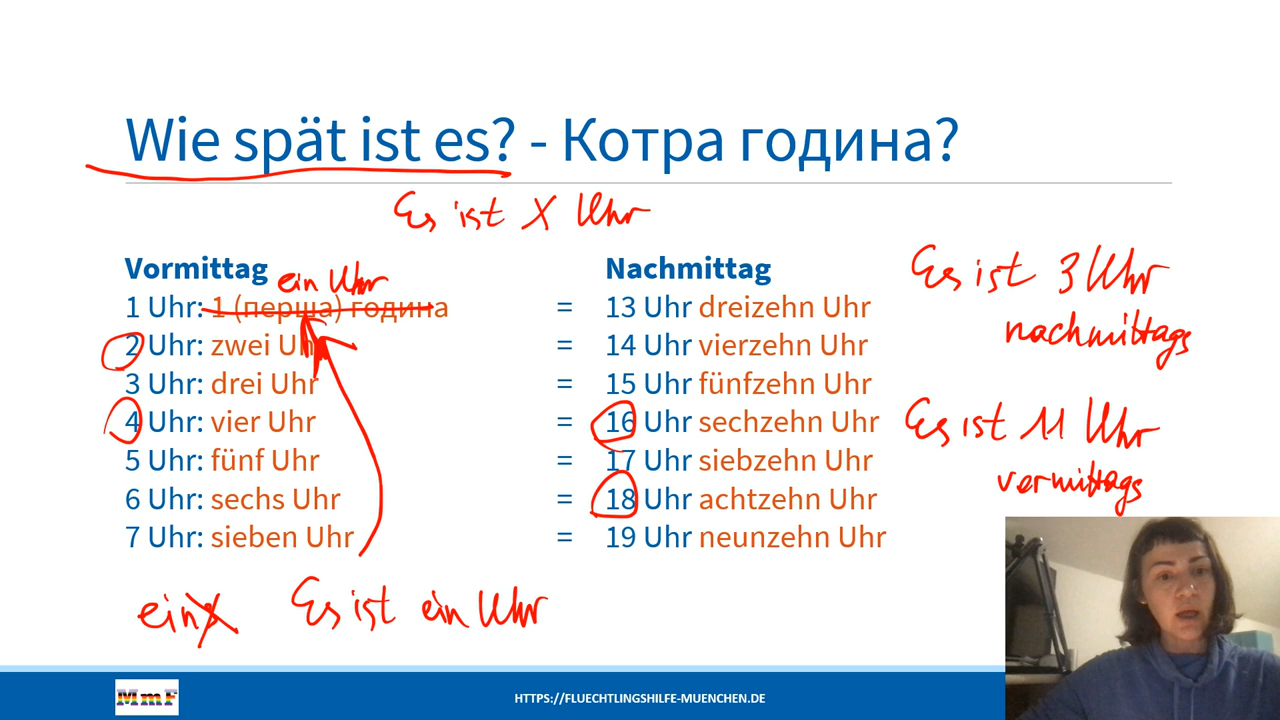 Wie spät ist es? - Котра година?
Es ist X Uhr
Vormittag
ein Uhr
1 Uhr: 1 (перша) година
2 Uhr: zwei Uhr
3 Uhr: drei Uhr
4 Uhr: vier Uhr
5 Uhr: fünf Uhr
6 Uhr: sechs Uhr
7 Uhr: sieben Uhr
=
=
=
=
=
=
=
Nachmittag
13 Uhr dreizehn Uhr
14 Uhr vierzehn Uhr
15 Uhr fünfzehn Uhr
16 Uhr sechzehn Uhr
17 Uhr siebzehn Uhr
18 Uhr achtzehn Uhr
19 Uhr neunzehn Uhr
Es ist 3 Uhr
nachmittags
Es ist 11 Uhr
vormittags
eins
Es ist ein Uhr
MmF
HTTPS://FLUECHTLINGSHILFE-MUENCHEN.DE